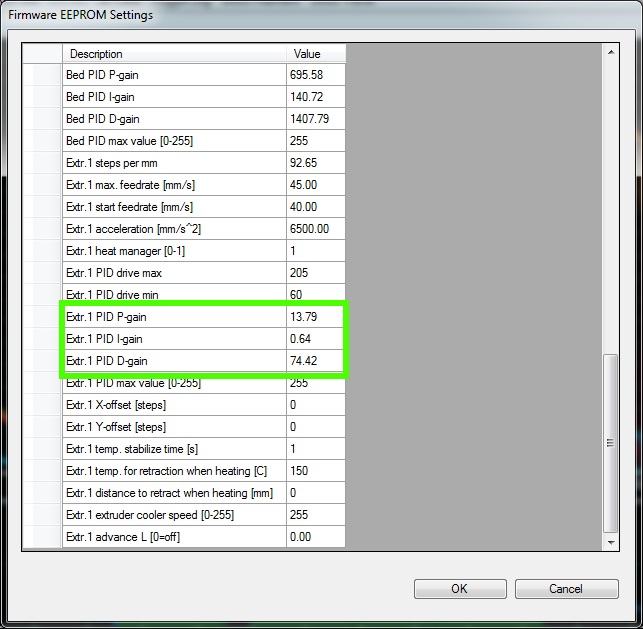 Firmware EEPROM Settings
Description Value
Bed PID P-gain 695.58
Bed PID I-gain 140.72
Bed PID D-gain 1407.79
Bed PID max value [0-255] 255
Extr.1 steps per mm 92.65
Extr.1 max. feedrate [mm/s] 45.00
Extr.1 start feedrate [mm/s] 40.00
Extr.1 acceleration [mm/s^2] 6500.00
Extr.1 heat manager [0-1] 1
Extr.1 PID drive max 205
Extr.1 PID drive min 60
Extr.1 PID P-gain 13.79
Extr.1 PID I-gain 0.64
Extr.1 PID D-gain 74.42
Extr.1 PID max value [0-255] 255
Extr.1 X-offset [steps] 0
Extr.1 Y-offset [steps] 0
Extr.1 temp. stabilize time [s] 1
Extr.1 temp. for retraction when heating [C] 150
Extr.1 distance to retract when heating [mm] 0
Extr.1 extruder cooler speed [0-255] 255
Extr.1 advance L [0=off] 0.00
OK Cancel